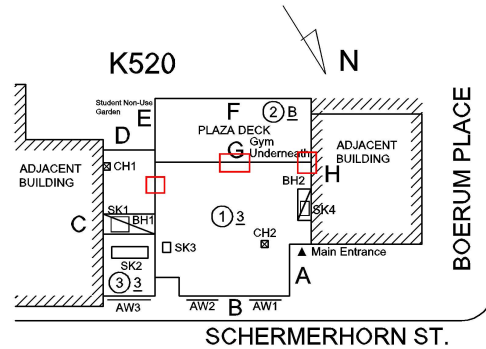 N
K520
Student Non-Use
Garden
E
F
2 B
PLAZA DECK
G Gym
Underneath
D
CH1
ADJACENT
BUILDING
ADJACENT
BUILDING
H
BH2
SK1
BH1
C
1 3
SK4
SK3
CH2
SK2
Main Entrance
3 3
A
AW3
AW2
B
AW1
BOERUM PLACE
SCHERMERHORN ST.